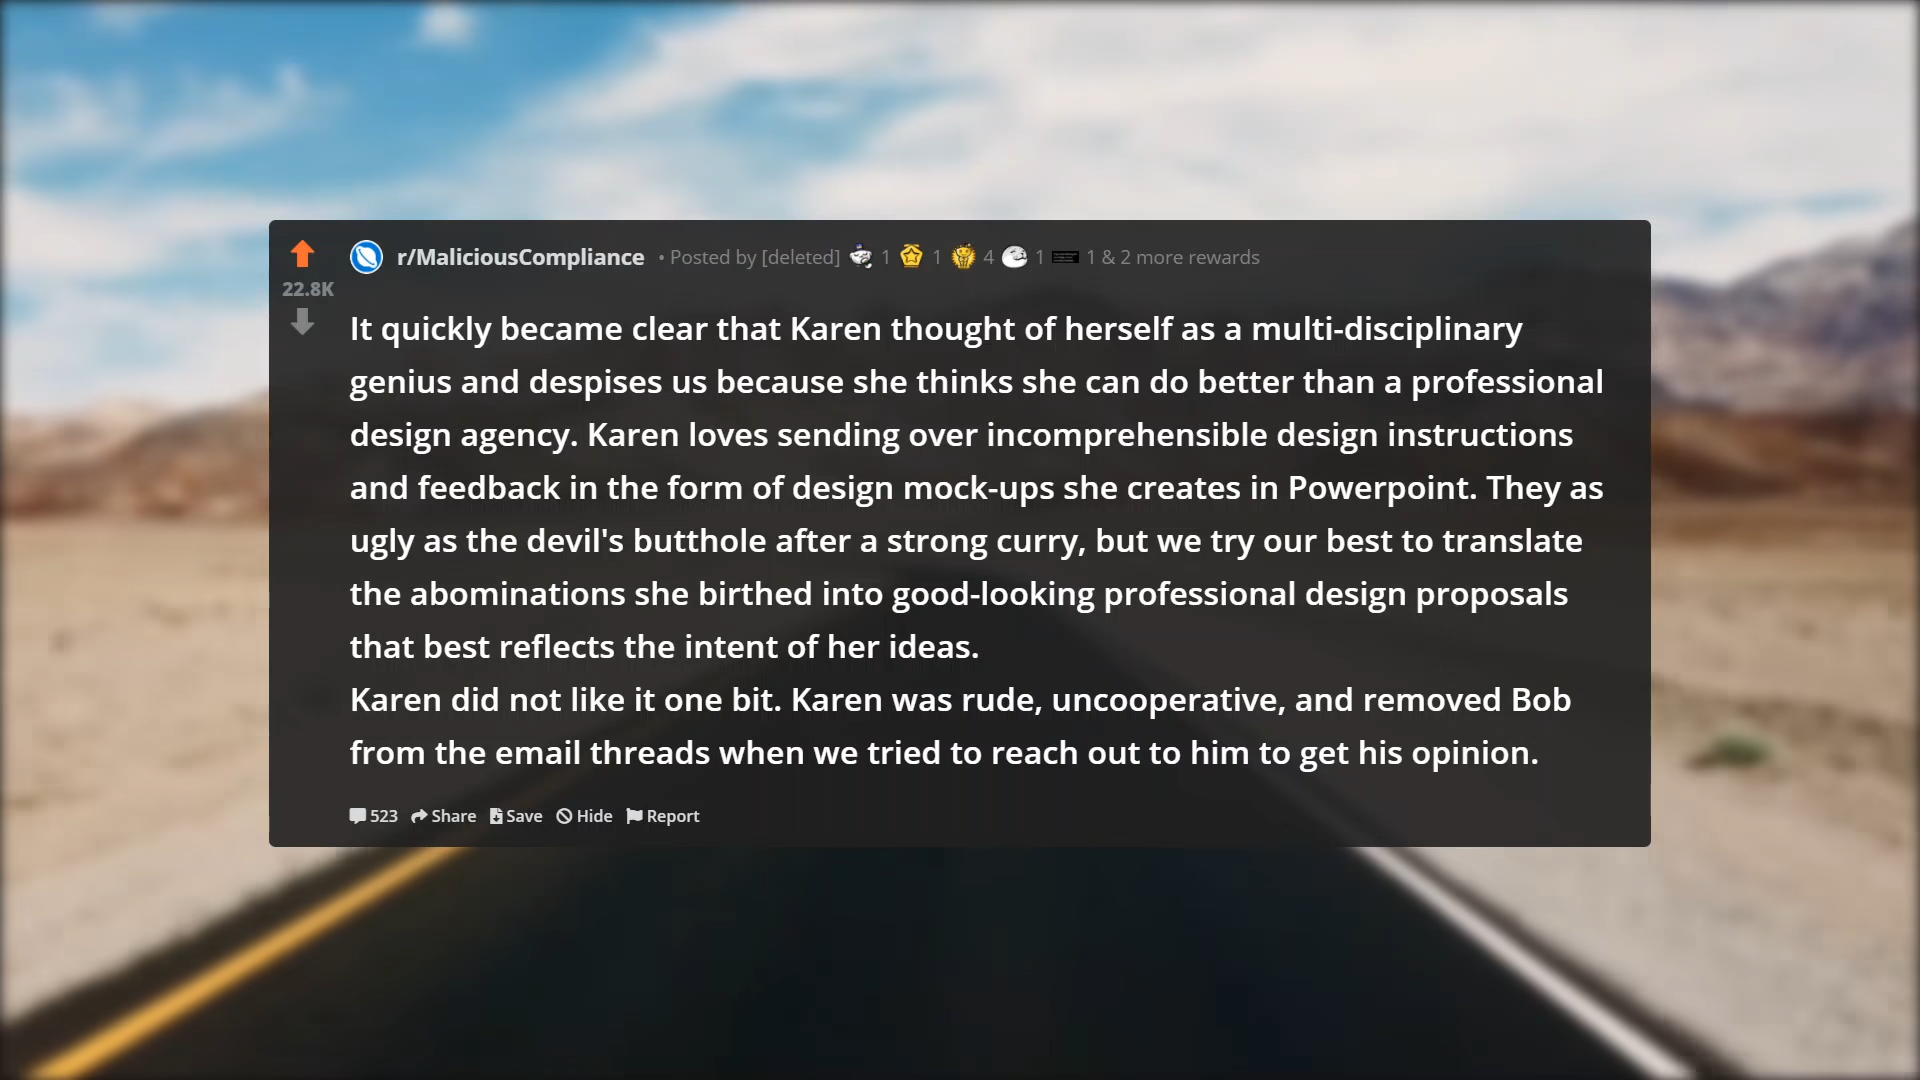 r/MaliciousCompliance • Posted by [deleted] 1 1 4 1 1 & 2 more rewards
22.8K
It quickly became clear that Karen thought of herself as a multi-disciplinary
genius and despises us because she thinks she can do better than a professional
design agency. Karen loves sending over incomprehensible design instructions
and feedback in the form of design mock-ups she creates in Powerpoint. They as
ugly as the devil's butthole after a strong curry, but we try our best to translate
the abominations she birthed into good-looking professional design proposals
that best reflects the intent of her ideas.
Karen did not like it one bit. Karen was rude, uncooperative, and removed Bob
from the email threads when we tried to reach out to him to get his opinion.
523 Share Save Hide Report